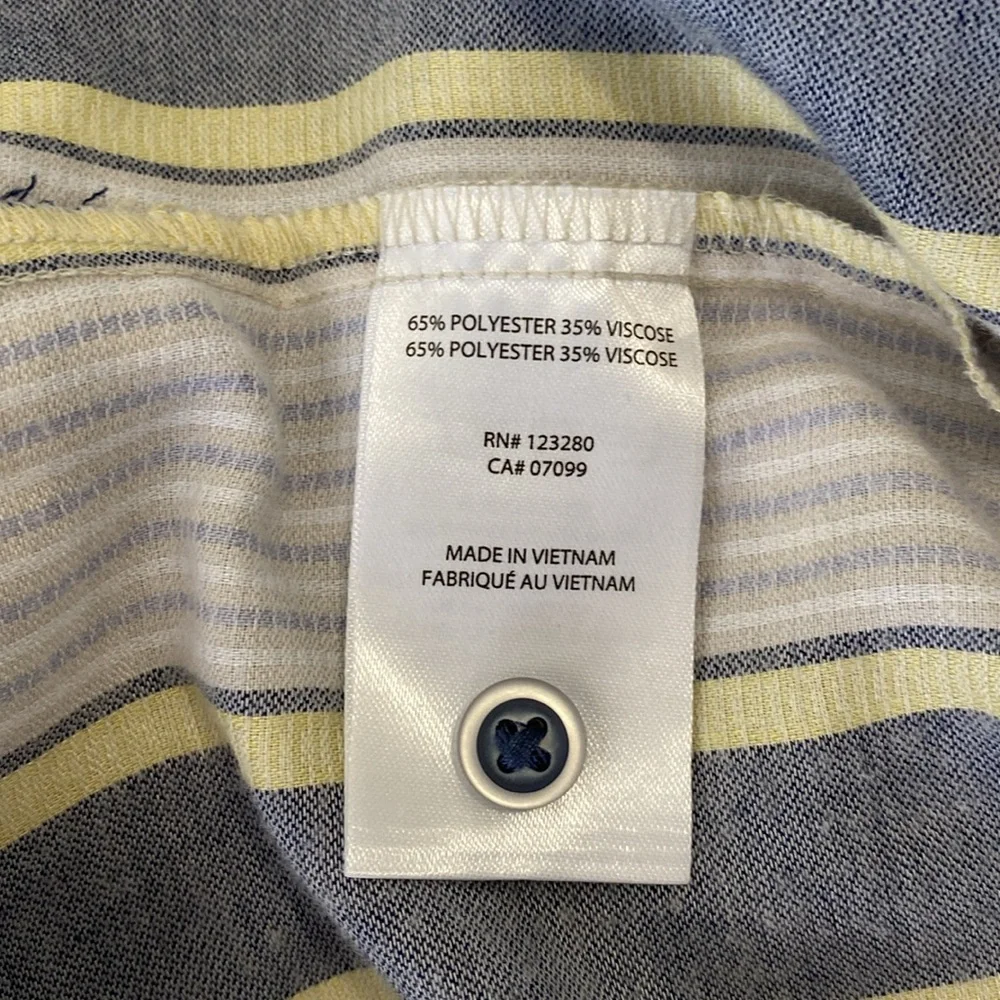 65% POLYESTER 35% VISCOSE
65% POLYESTER 35% VISCOSE
RN# 123280
CA# 07099
MADE IN VIETNAM
FABRIQUÉ AU VIETNAM